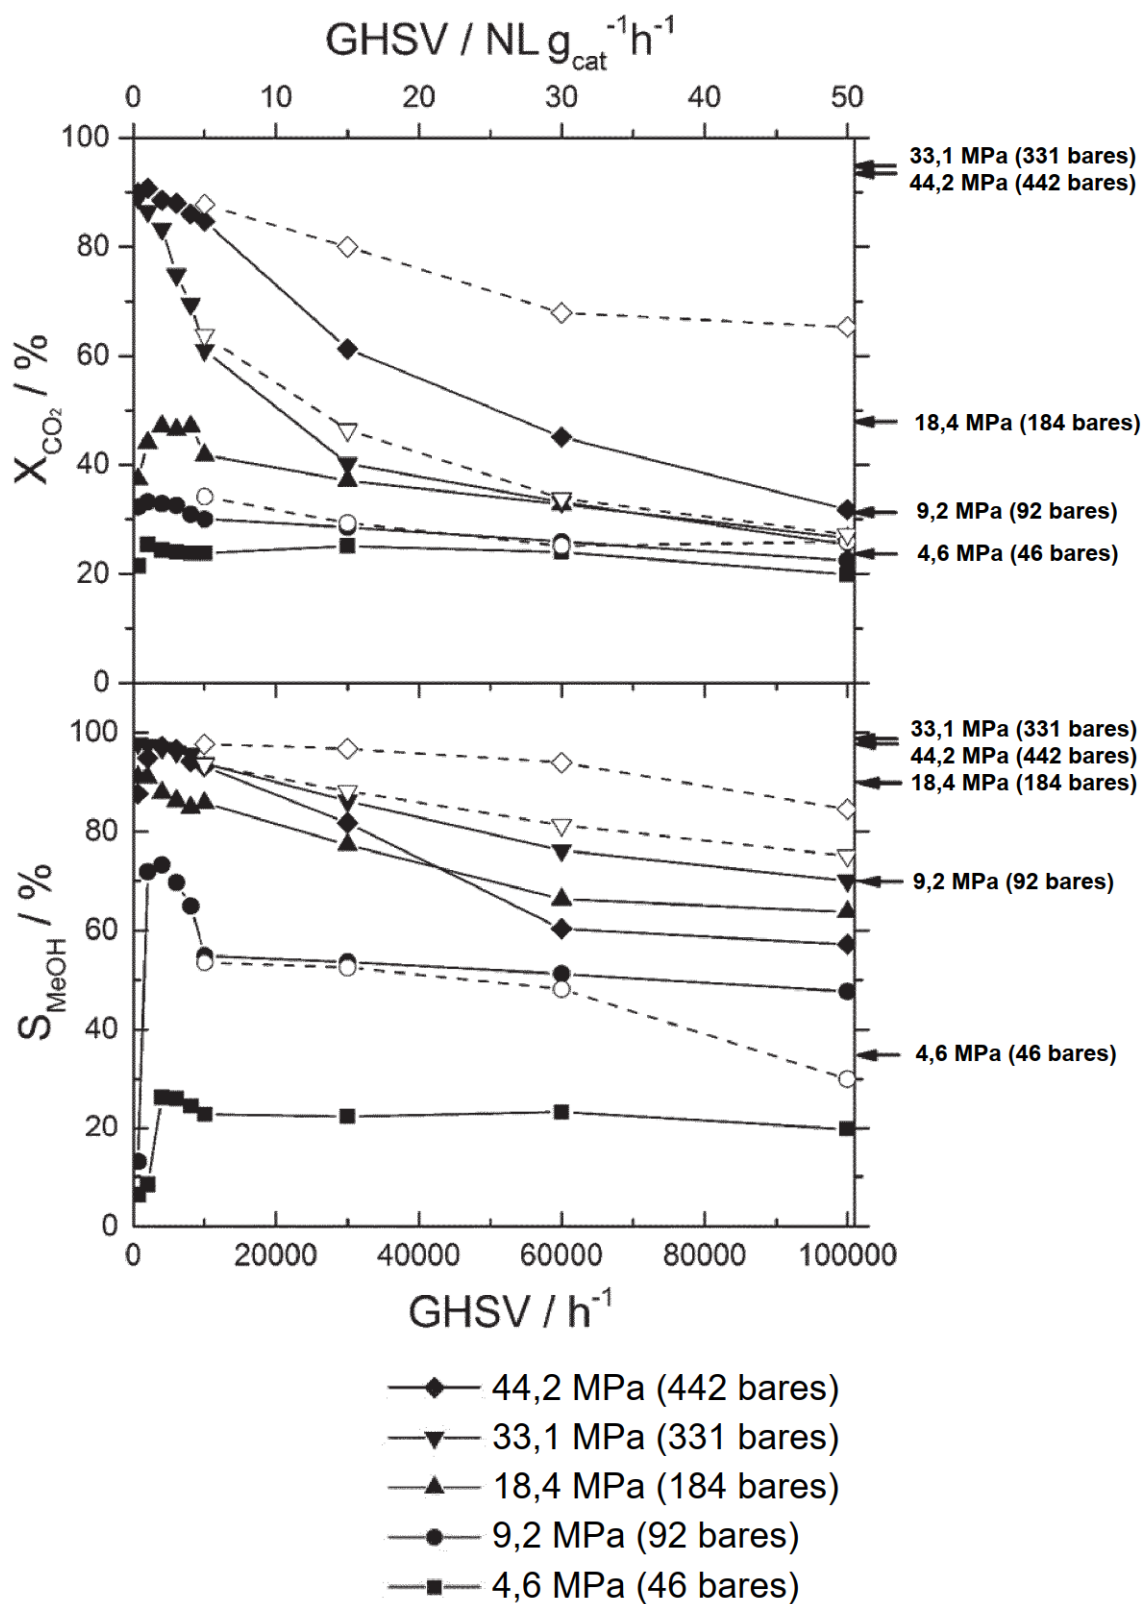 GHSV / NL g_cat^-1 h^-1
0 10 20 30 40 50
100
80
60
40
20
0
X_CO₂ / %
33,1 MPa (331 bares)
44,2 MPa (442 bares)
18,4 MPa (184 bares)
9,2 MPa (92 bares)
4,6 MPa (46 bares)
100
80
60
40
20
0
S_MeOH / %
33,1 MPa (331 bares)
44,2 MPa (442 bares)
18,4 MPa (184 bares)
9,2 MPa (92 bares)
4,6 MPa (46 bares)
0 20000 40000 60000 80000 100000
GHSV / h^-1
44,2 MPa (442 bares)
33,1 MPa (331 bares)
18,4 MPa (184 bares)
9,2 MPa (92 bares)
4,6 MPa (46 bares)